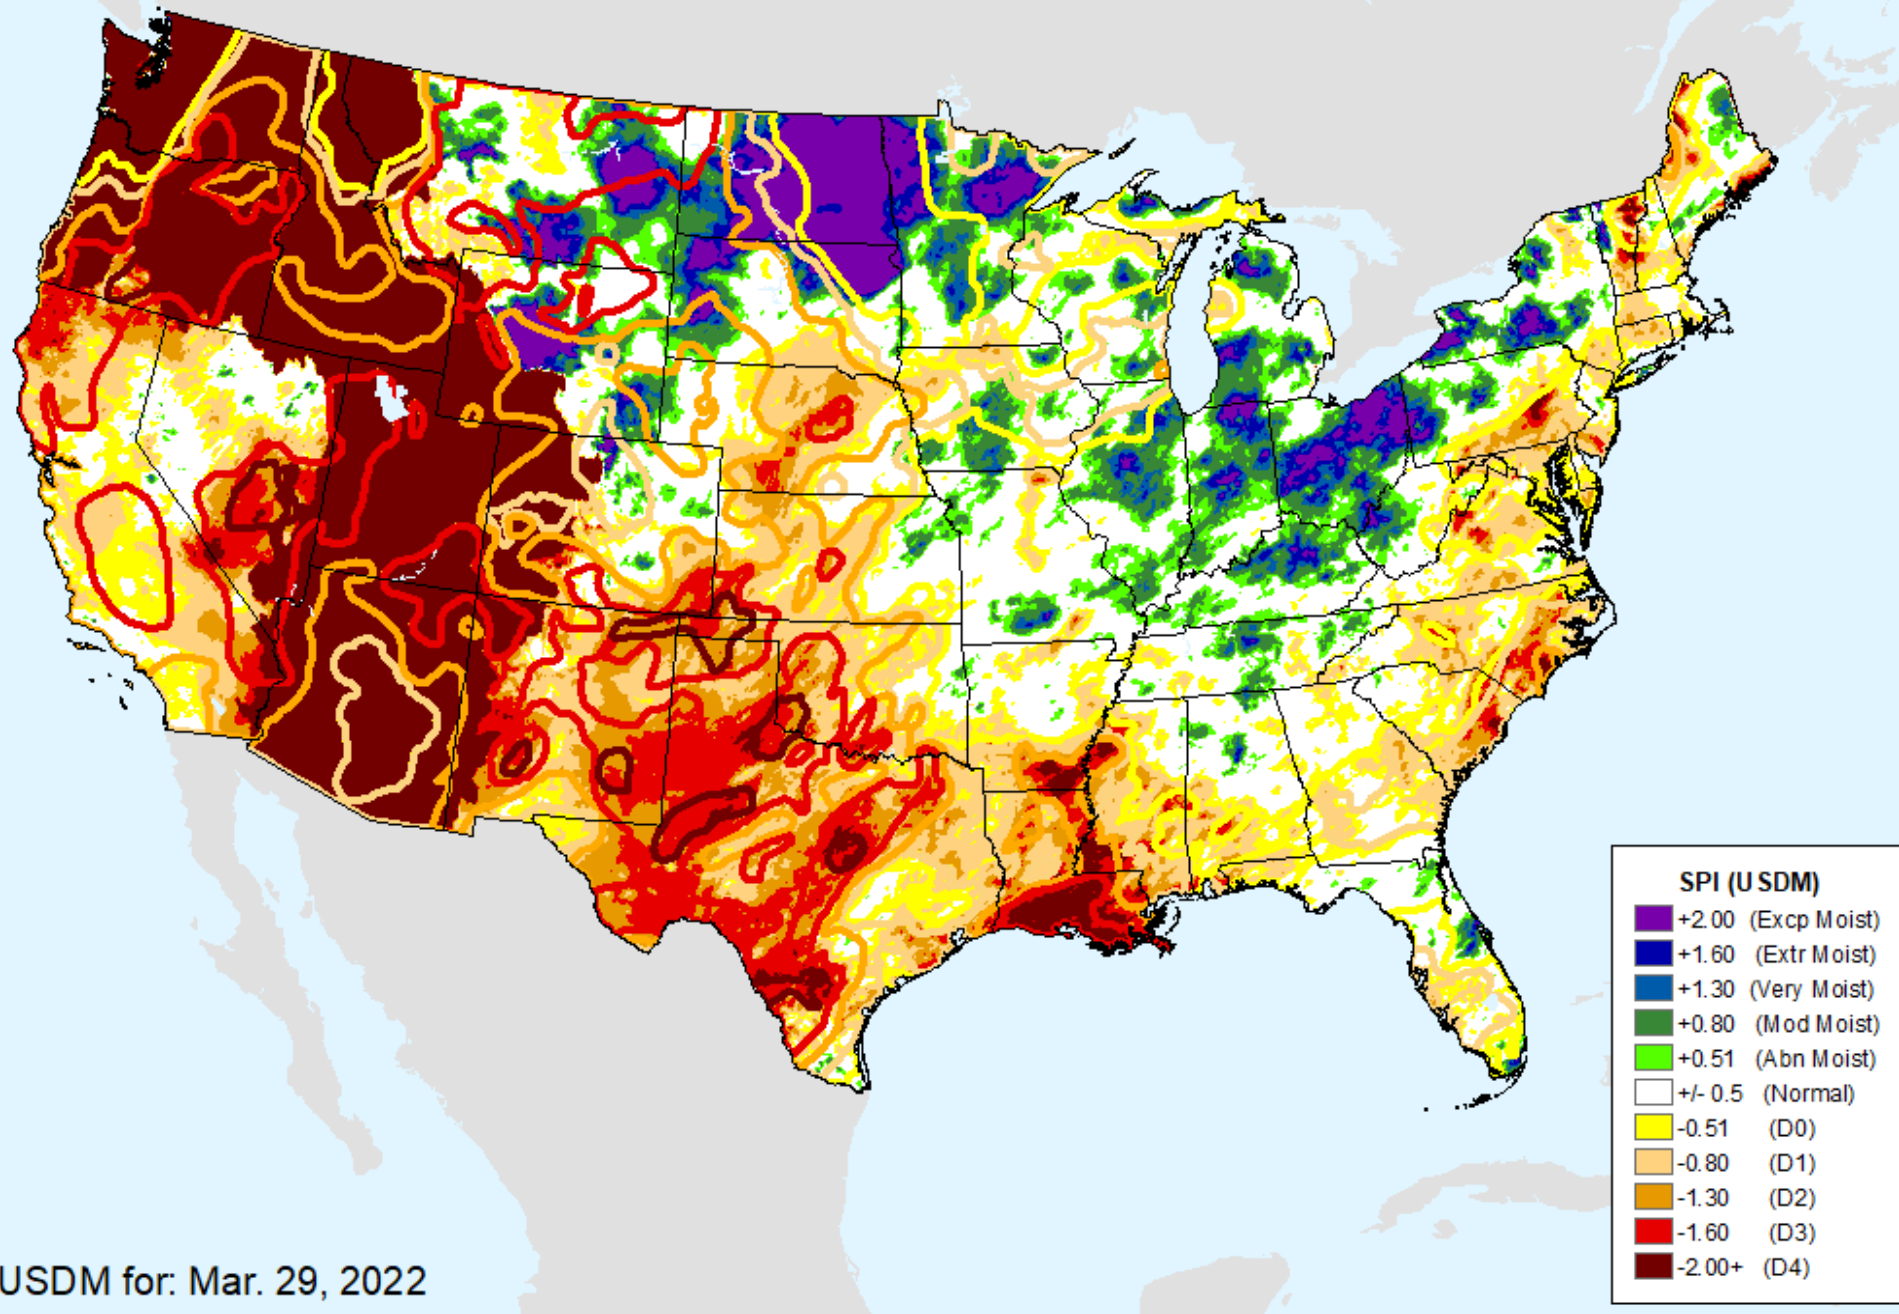 SPI (USDM)
+2.00 (Excp Moist)
+1.60 (Extr Moist)
+1.30 (Very Moist)
+0.80 (Mod Moist)
+0.51 (Abn Moist)
+/- 0.5 (Normal)
-0.51 (D0)
-0.80 (D1)
-1.30 (D2)
-1.60 (D3)
-2.00+ (D4)
USDM for: Mar. 29, 2022